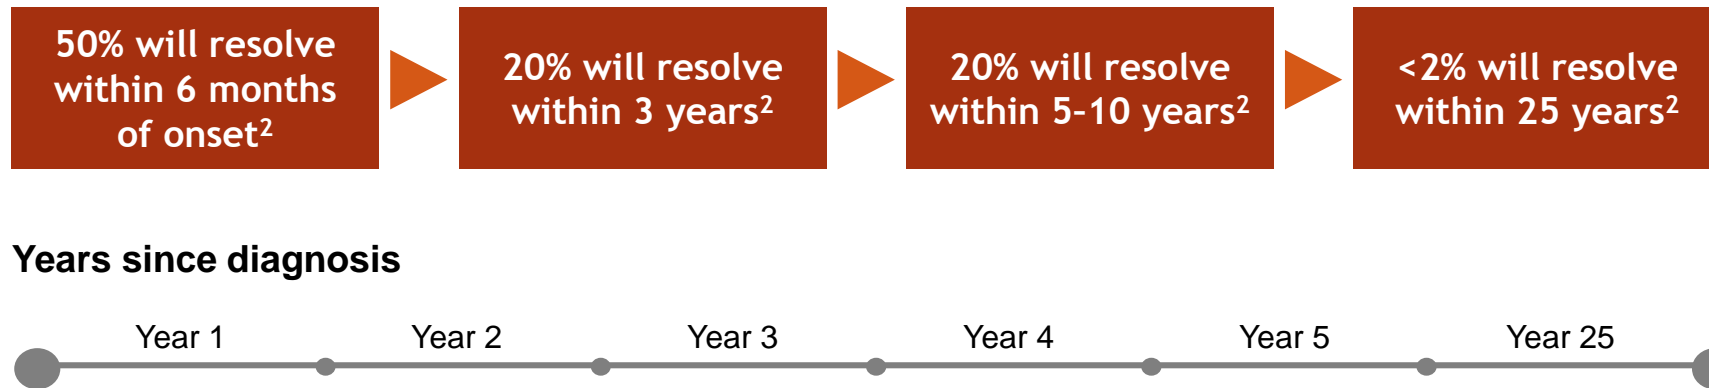 50% will resolve
within 6 months
of onset²
20% will resolve
within 3 years²
20% will resolve
within 5–10 years²
<2% will resolve
within 25 years²
Years since diagnosis
Year 1 Year 2 Year 3 Year 4 Year 5 Year 25